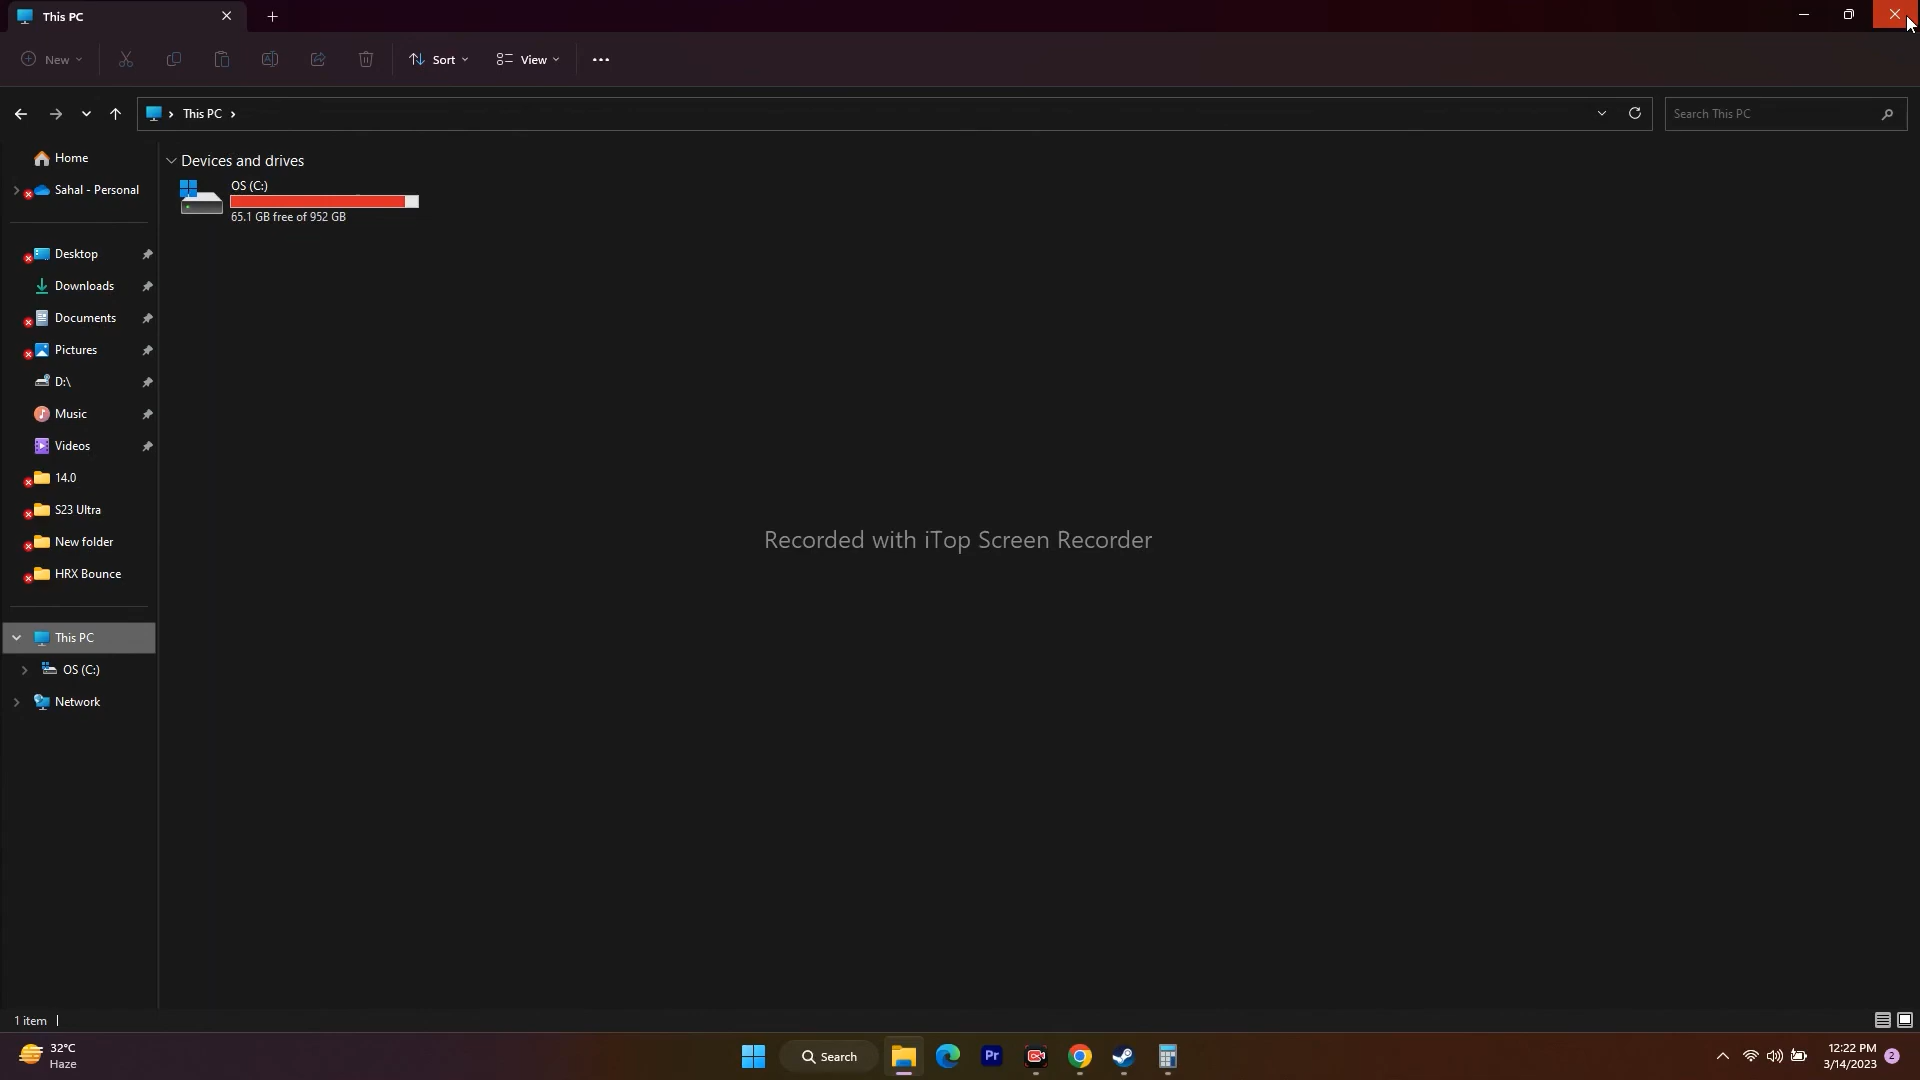 This PC
New
Sort
View
This PC
Search This PC
Home
Sahal - Personal
Desktop
Downloads
Documents
Pictures
D:\
Music
Videos
14.0
S23 Ultra
New folder
HRX Bounce
This PC
OS (C:)
Network
Devices and drives
OS (C:)
65.1 GB free of 952 GB
Recorded with iTop Screen Recorder
1 item
32°C
Haze
Search
Pr
12:22 PM
3/14/2023
2